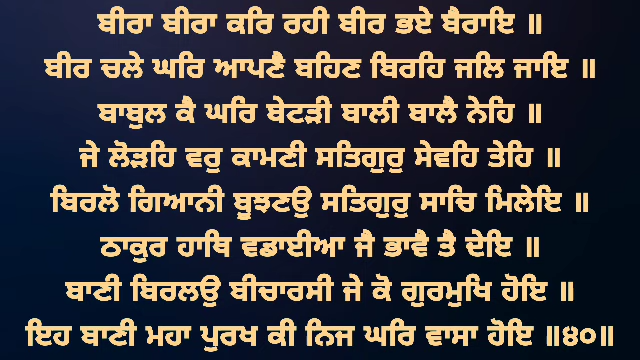 ਬੀਰਾ ਬੀਰਾ ਕਰਿ ਰਹੀ ਬੀਰ ਭਏ ਬੈਰਾਇ ॥
ਬੀਰ ਚਲੇ ਘਰਿ ਆਪਣੈ ਬਹਿਣ ਬਿਰਹਿ ਜਲਿ ਜਾਇ ॥
ਬਾਬੁਲ ਕੈ ਘਰਿ ਬੇਟੜੀ ਬਾਲੀ ਬਾਲੈ ਨੇਹਿ ॥
ਜੇ ਲੋੜਹਿ ਵਰੁ ਕਾਮਣੀ ਸਤਿਗੁਰੁ ਸੇਵਹਿ ਤੇਹਿ ॥
ਬਿਰਲੋ ਗਿਆਨੀ ਬੂਝਣਉ ਸਤਿਗੁਰੁ ਸਾਚਿ ਮਿਲੇਇ ॥
ਠਾਕੁਰ ਹਾਥਿ ਵਡਾਈਆ ਜੈ ਭਾਵੈ ਤੈ ਦੇਇ ॥
ਬਾਣੀ ਬਿਰਲਉ ਬੀਚਾਰਸੀ ਜੇ ਕੋ ਗੁਰਮੁਖਿ ਹੋਇ ॥
ਇਹ ਬਾਣੀ ਮਹਾ ਪੁਰਖ ਕੀ ਨਿਜ ਘਰਿ ਵਾਸਾ ਹੋਇ ॥੪੦॥